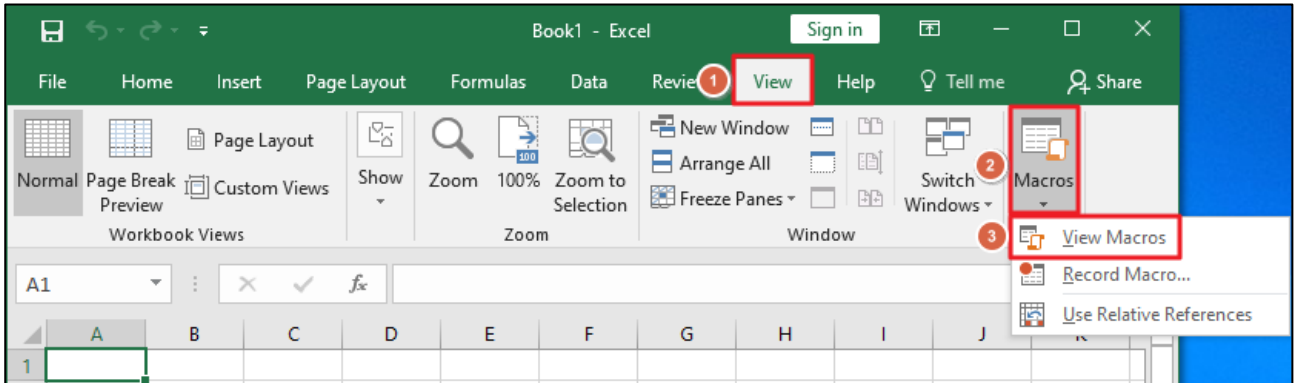 Book1 - Excel
Sign in
File Home Insert Page Layout Formulas Data Revie 1 View Help Tell me Share
Normal
Page Break
Preview
Page Layout
Custom Views
Workbook Views
Show
Zoom
100
100%
Zoom to
Selection
Zoom
New Window
Arrange All
Freeze Panes
Window
Switch
Windows
2
Macros
3
View Macros
Record Macro...
Use Relative References
A1
fx
A B C D E F G H I J
1